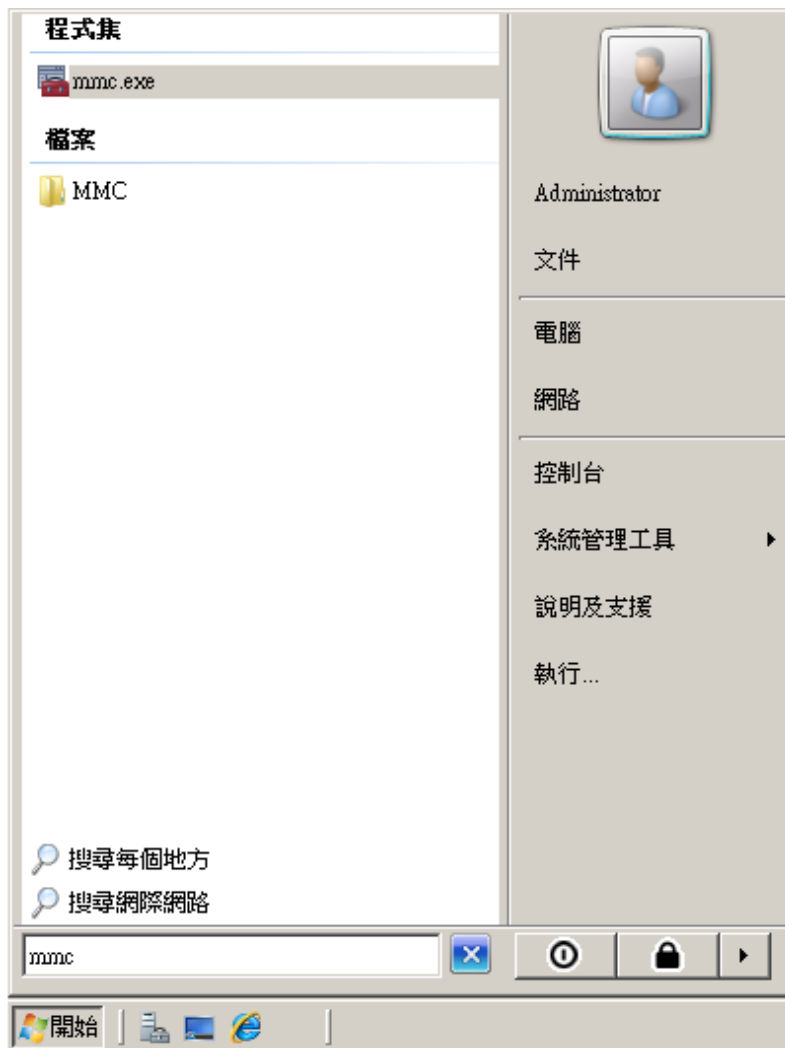 程式集
mmc.exe
檔案
MMC
搜尋每個地方
搜尋網際網路
mmc
Administrator
文件
電腦
網路
控制台
系統管理工具
說明及支援
執行...
開始